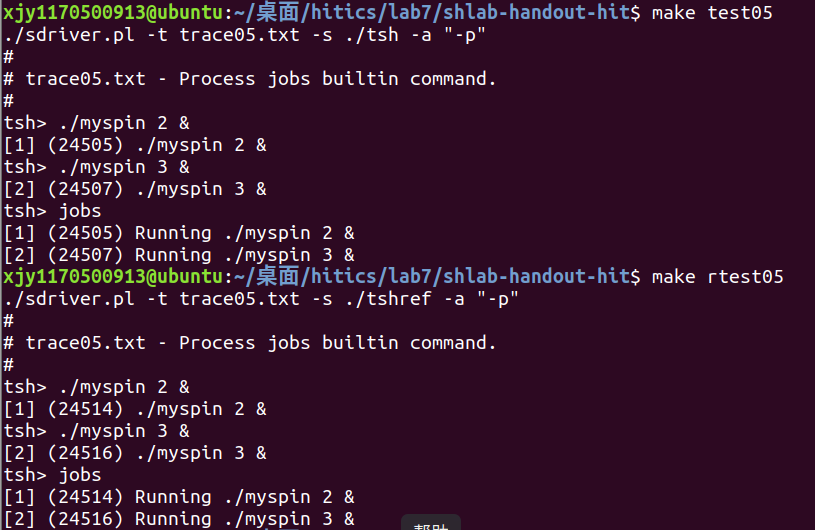 xjy1170500913@ubuntu:~/桌面/hitics/lab7/shlab-handout-hit$ make test05
./sdriver.pl -t trace05.txt -s ./tsh -a "-p"
#
# trace05.txt - Process jobs builtin command.
#
tsh> ./myspin 2 &
[1] (24505) ./myspin 2 &
tsh> ./myspin 3 &
[2] (24507) ./myspin 3 &
tsh> jobs
[1] (24505) Running ./myspin 2 &
[2] (24507) Running ./myspin 3 &
xjy1170500913@ubuntu:~/桌面/hitics/lab7/shlab-handout-hit$ make rtest05
./sdriver.pl -t trace05.txt -s ./tshref -a "-p"
#
# trace05.txt - Process jobs builtin command.
#
tsh> ./myspin 2 &
[1] (24514) ./myspin 2 &
tsh> ./myspin 3 &
[2] (24516) ./myspin 3 &
tsh> jobs
[1] (24514) Running ./myspin 2 &
[2] (24516) Running ./myspin 3 &
帮助